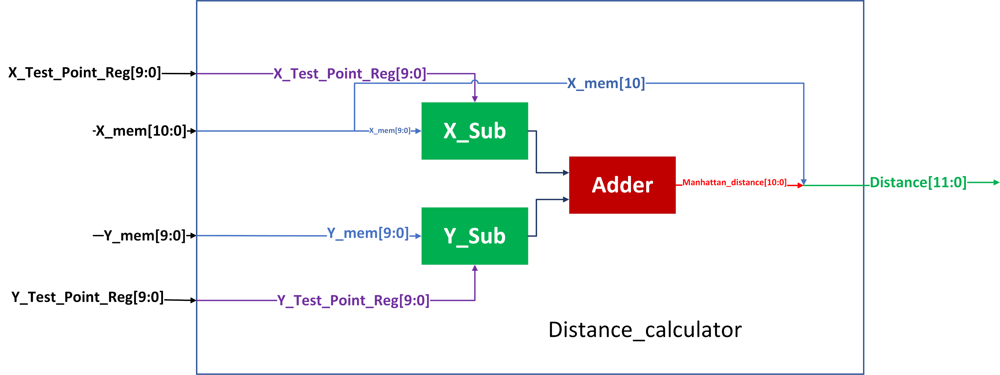 X_Test_Point_Reg[9:0]
X_Test_Point_Reg[9:0]
X_mem[10]
X_mem[10:0]
X_mem[9:0]
X_Sub
Adder
Manhattan_distance[10:0]
Distance[11:0]
Y_mem[9:0]
Y_mem[9:0]
Y_Sub
Y_Test_Point_Reg[9:0]
Y_Test_Point_Reg[9:0]
Distance_calculator